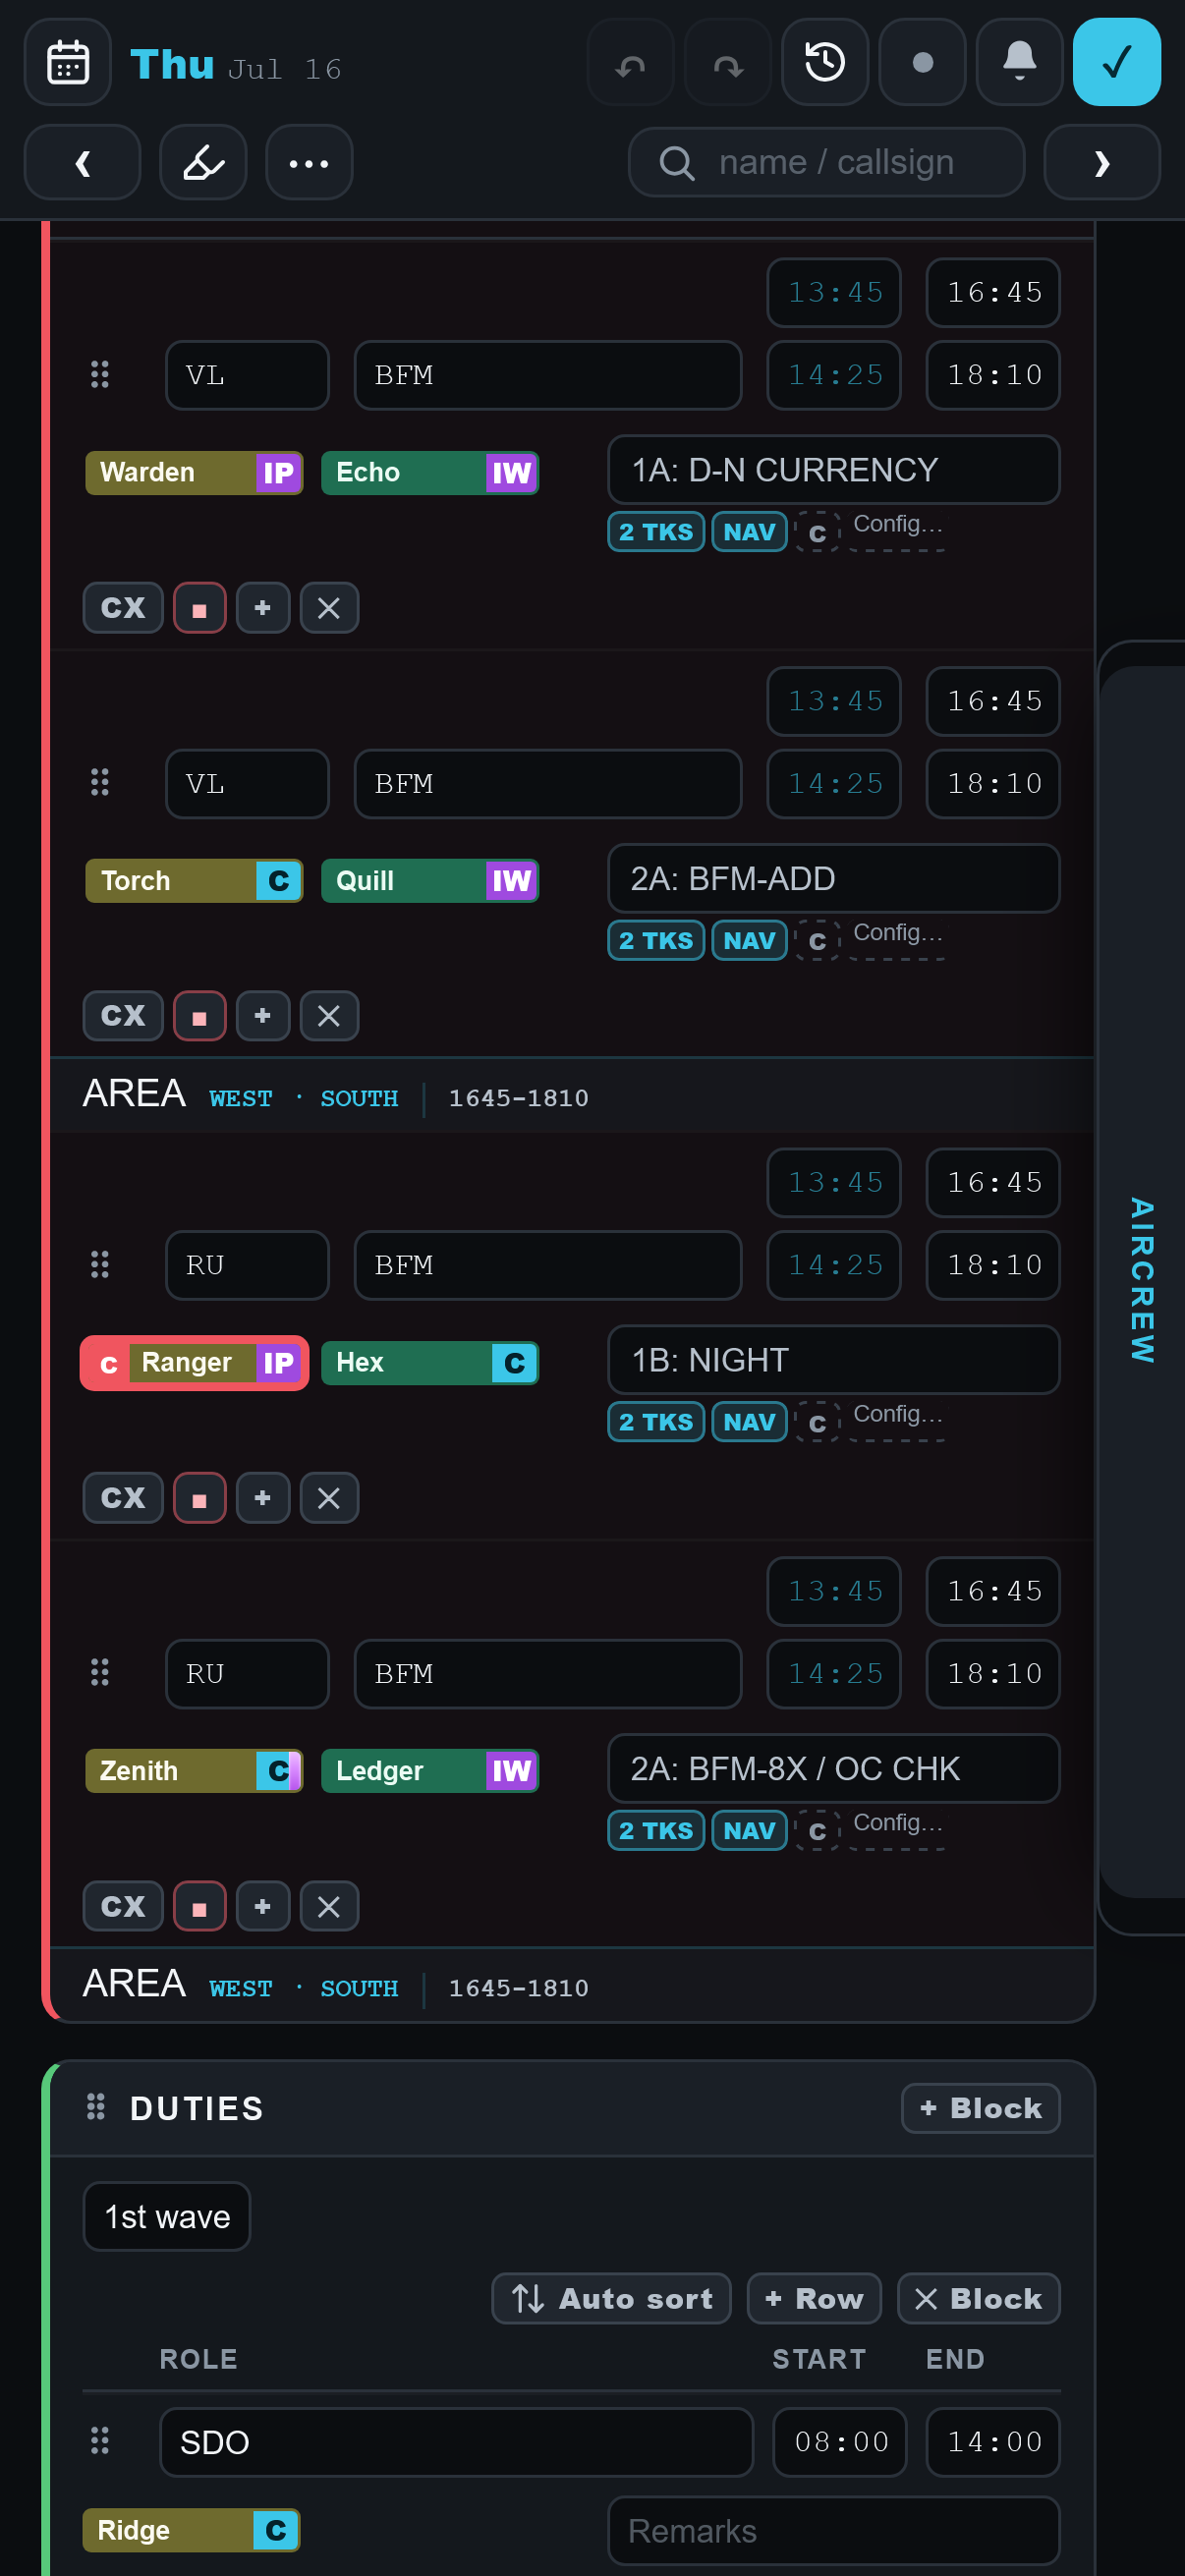 Thu Jul 16
name / callsign
13:45 16:45
VL BFM 14:25 18:10
Warden IP Echo IW 1A: D-N CURRENCY
2 TKS NAV C Config...
CX + ×
13:45 16:45
VL BFM 14:25 18:10
Torch C Quill IW 2A: BFM-ADD
2 TKS NAV C Config...
CX + ×
AREA WEST · SOUTH | 1645-1810
13:45 16:45
RU BFM 14:25 18:10
C Ranger IP Hex C 1B: NIGHT
2 TKS NAV C Config...
CX + ×
13:45 16:45
RU BFM 14:25 18:10
Zenith C Ledger IW 2A: BFM-8X / OC CHK
2 TKS NAV C Config...
CX + ×
AREA WEST · SOUTH | 1645-1810
AIRCREW
DUTIES + Block
1st wave
Auto sort + Row × Block
ROLE START END
SDO 08:00 14:00
Ridge C Remarks